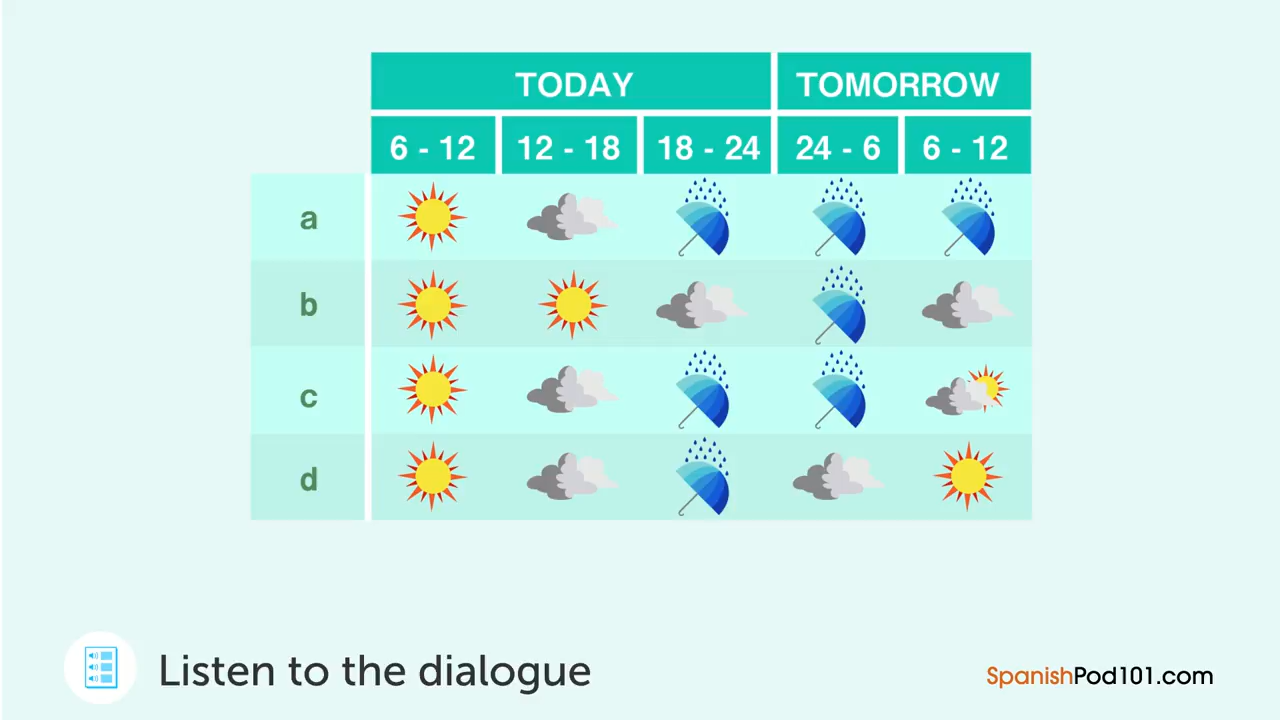 TODAY TOMORROW
6 - 12 12 - 18 18 - 24 24 - 6 6 - 12
a
b
c
d
Listen to the dialogue
SpanishPod101.com